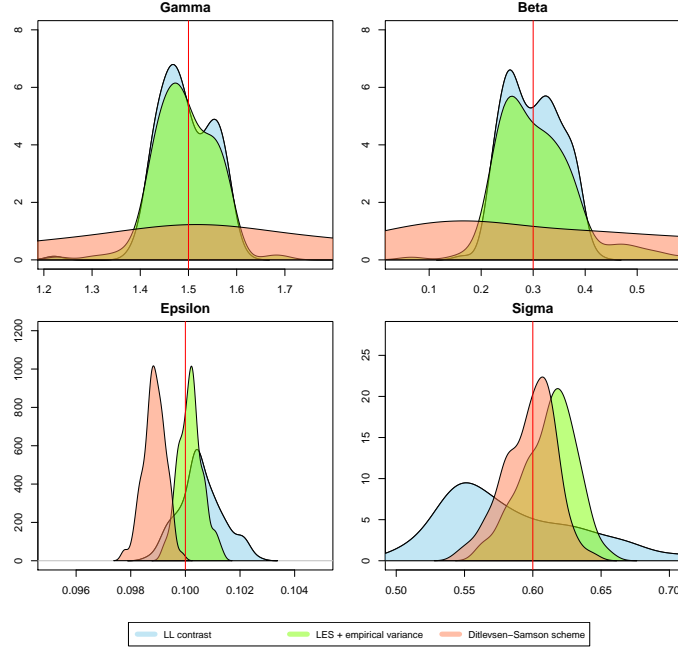 Gamma
Beta
8
6
4
2
0
1.2 1.3 1.4 1.5 1.6 1.7
8
6
4
2
0
0.1 0.2 0.3 0.4 0.5
Epsilon
Sigma
1200
1000
800
600
400
200
0
0.096 0.098 0.100 0.102 0.104
25
20
15
10
5
0
0.50 0.55 0.60 0.65 0.70
LL contrast LES + empirical variance Ditlevsen−Samson scheme